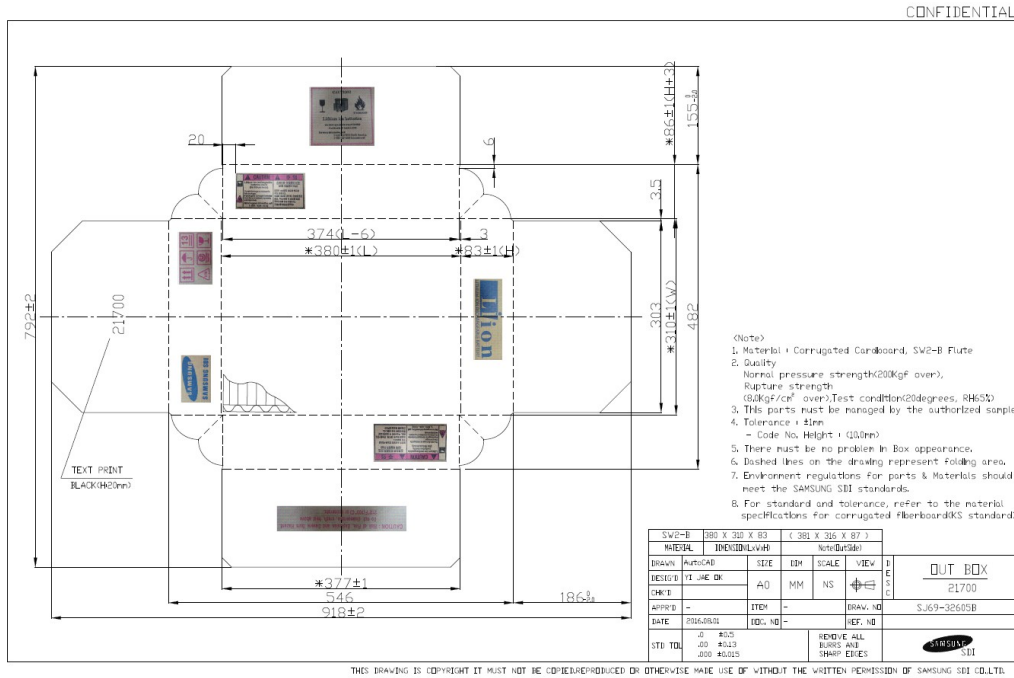 CONFIDENTIAL
20
6
*86±1(H+3)
155
3.5
374(L-6)
3
*380±1(L)
*83±1(H)
792±2
21700
Li ion
303
*310±1(W)
482
SAMSUNG
SAMSUNG SDI
TEXT PRINT
BLACK(H=20mm)
*377±1
546
186
918±2
<Note>
1. Material : Corrugated Cardboard, SW2-B Flute
2. Quality
Normal pressure strength(200Kgf over),
Rupture strength
(8.0Kgf/cm² over),Test condition(20degrees, RH65%)
3. This parts must be managed by the authorized sample
4. Tolerance : ±1mm
- Code No. Height : (10.0mm)
5. There must be no problem in Box appearance.
6. Dashed lines on the drawing represent folding area.
7. Environment regulations for parts & Materials should
meet the SAMSUNG SDI standards.
8. For standard and tolerance, refer to the material
specifications for corrugated fiberboard(KS standard)
SW2-B 380 X 310 X 83 ( 381 X 316 X 87 )
MATERIAL DIMENSION(LxWxH) Note(OutSide)
DRAWN AutoCAD SIZE DIM SCALE VIEW DESC OUT BOX
DESIG'D YI JAE OK A0 MM NS 21700
CHK'D
APPR'D - ITEM - DRAW. NO SJ69-32605B
DATE 2016.08.01 DOC. NO - REF. NO
STD TOL .0 ±0.5 REMOVE ALL
.00 ±0.13 BURRS AND
.000 ±0.015 SHARP EDGES
SAMSUNG SDI
THIS DRAWING IS COPYRIGHT IT MUST NOT BE COPIED,REPRODUCED OR OTHERWISE MADE USE OF WITHOUT THE WRITTEN PERMISSION OF SAMSUNG SDI CO.,LTD.